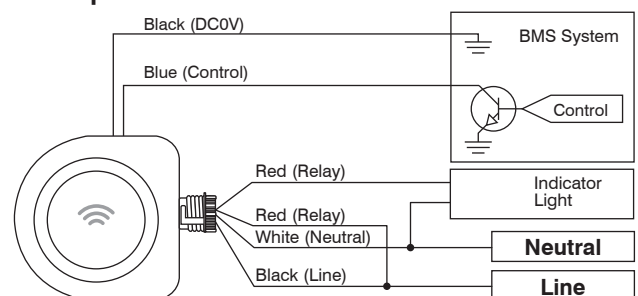 Black (DC0V)
BMS System
Blue (Control)
Control
Red (Relay)
Indicator
Light
Red (Relay)
White (Neutral)
Neutral
Black (Line)
Line